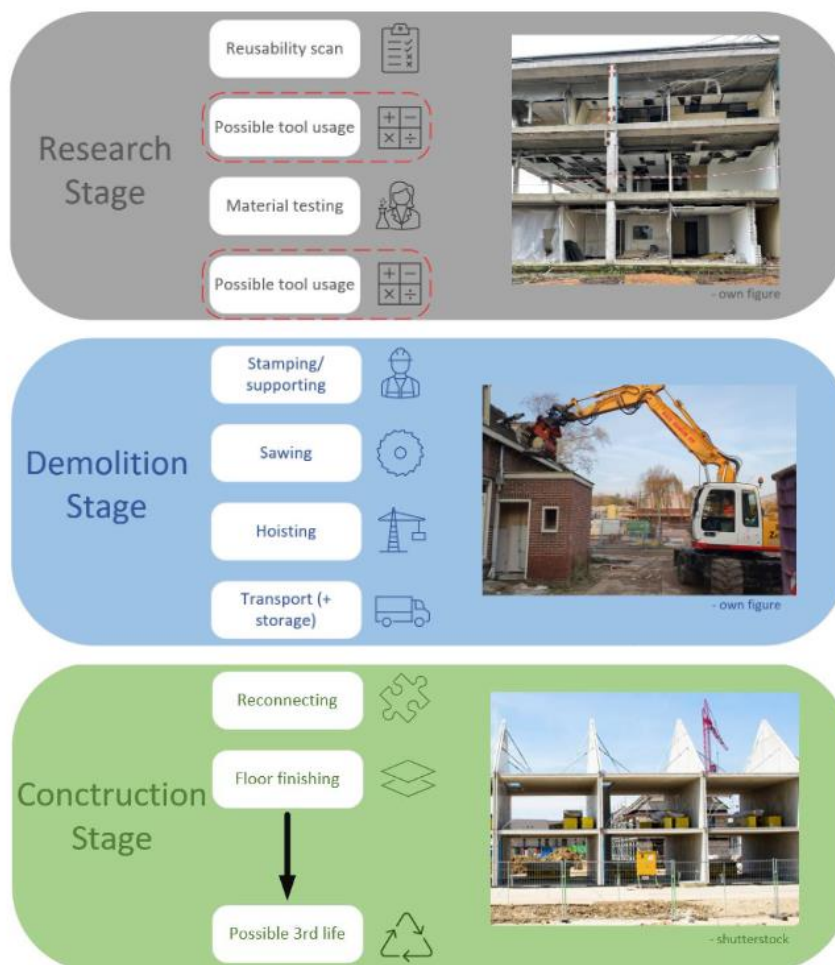 Research
Stage
Reusability scan
Possible tool usage
Material testing
Possible tool usage
- own figure
Demolition
Stage
Stamping/
supporting
Sawing
Hoisting
Transport (+
storage)
- own figure
Conctruction
Stage
Reconnecting
Floor finishing
Possible 3rd life
- shutterstock